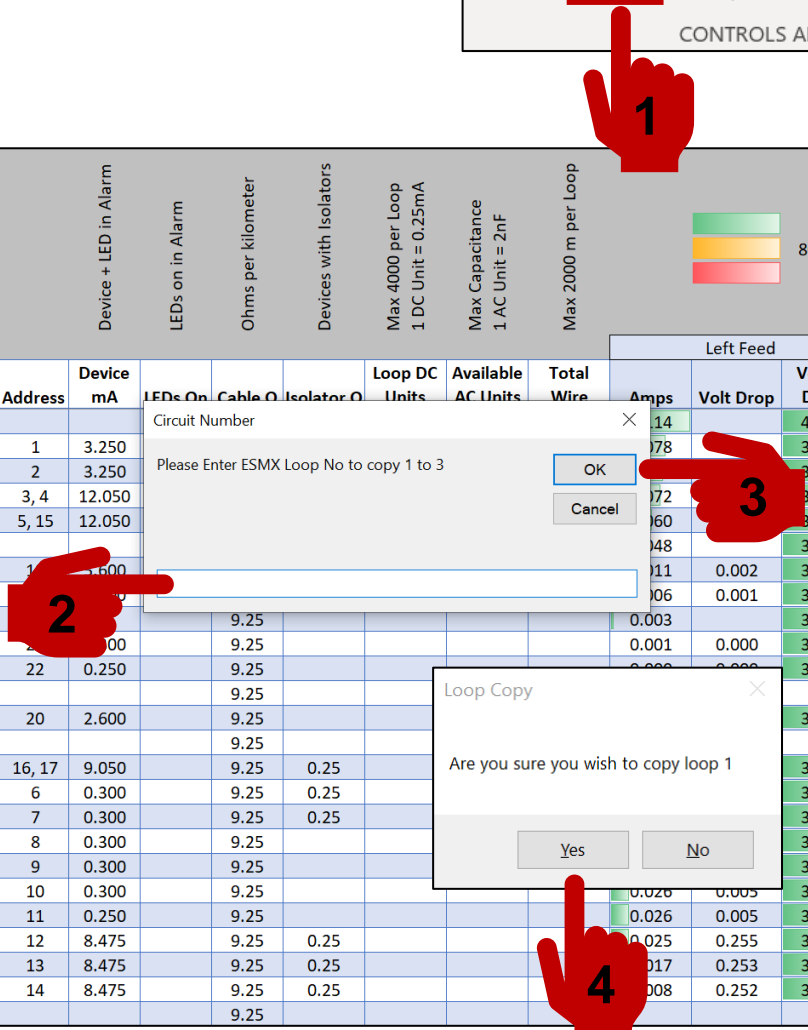 CONTROLS
1
Device + LED in Alarm
LEDs on in Alarm
Ohms per kilometer
Devices with Isolators
Max 4000 per Loop
1 DC Unit = 0.25mA
Max Capacitance
1 AC Unit = 2nF
Max 2000 m per Loop
8
Left Feed
Address Device mA LEDs On Cable Ω Isolator Ω Loop DC Units Available AC Units Total Wire Amps Volt Drop
Circuit Number
Please Enter ESMX Loop No to copy 1 to 3
OK
Cancel
3
2
1 3.250
2 3.250
3, 4 12.050
5, 15 12.050
0.002
0.001
9.25 0.003
9.25 0.001 0.000
22 0.250 9.25
9.25
20 2.600 9.25
9.25
16, 17 9.050 9.25 0.25
6 0.300 9.25 0.25
7 0.300 9.25 0.25
8 0.300 9.25
9 0.300 9.25
10 0.300 9.25 0.026 0.005
11 0.250 9.25 0.026 0.005
12 8.475 9.25 0.25 0.025 0.255
13 8.475 9.25 0.25 0.253
14 8.475 9.25 0.25 0.252
9.25
Loop Copy
Are you sure you wish to copy loop 1
Yes
No
4